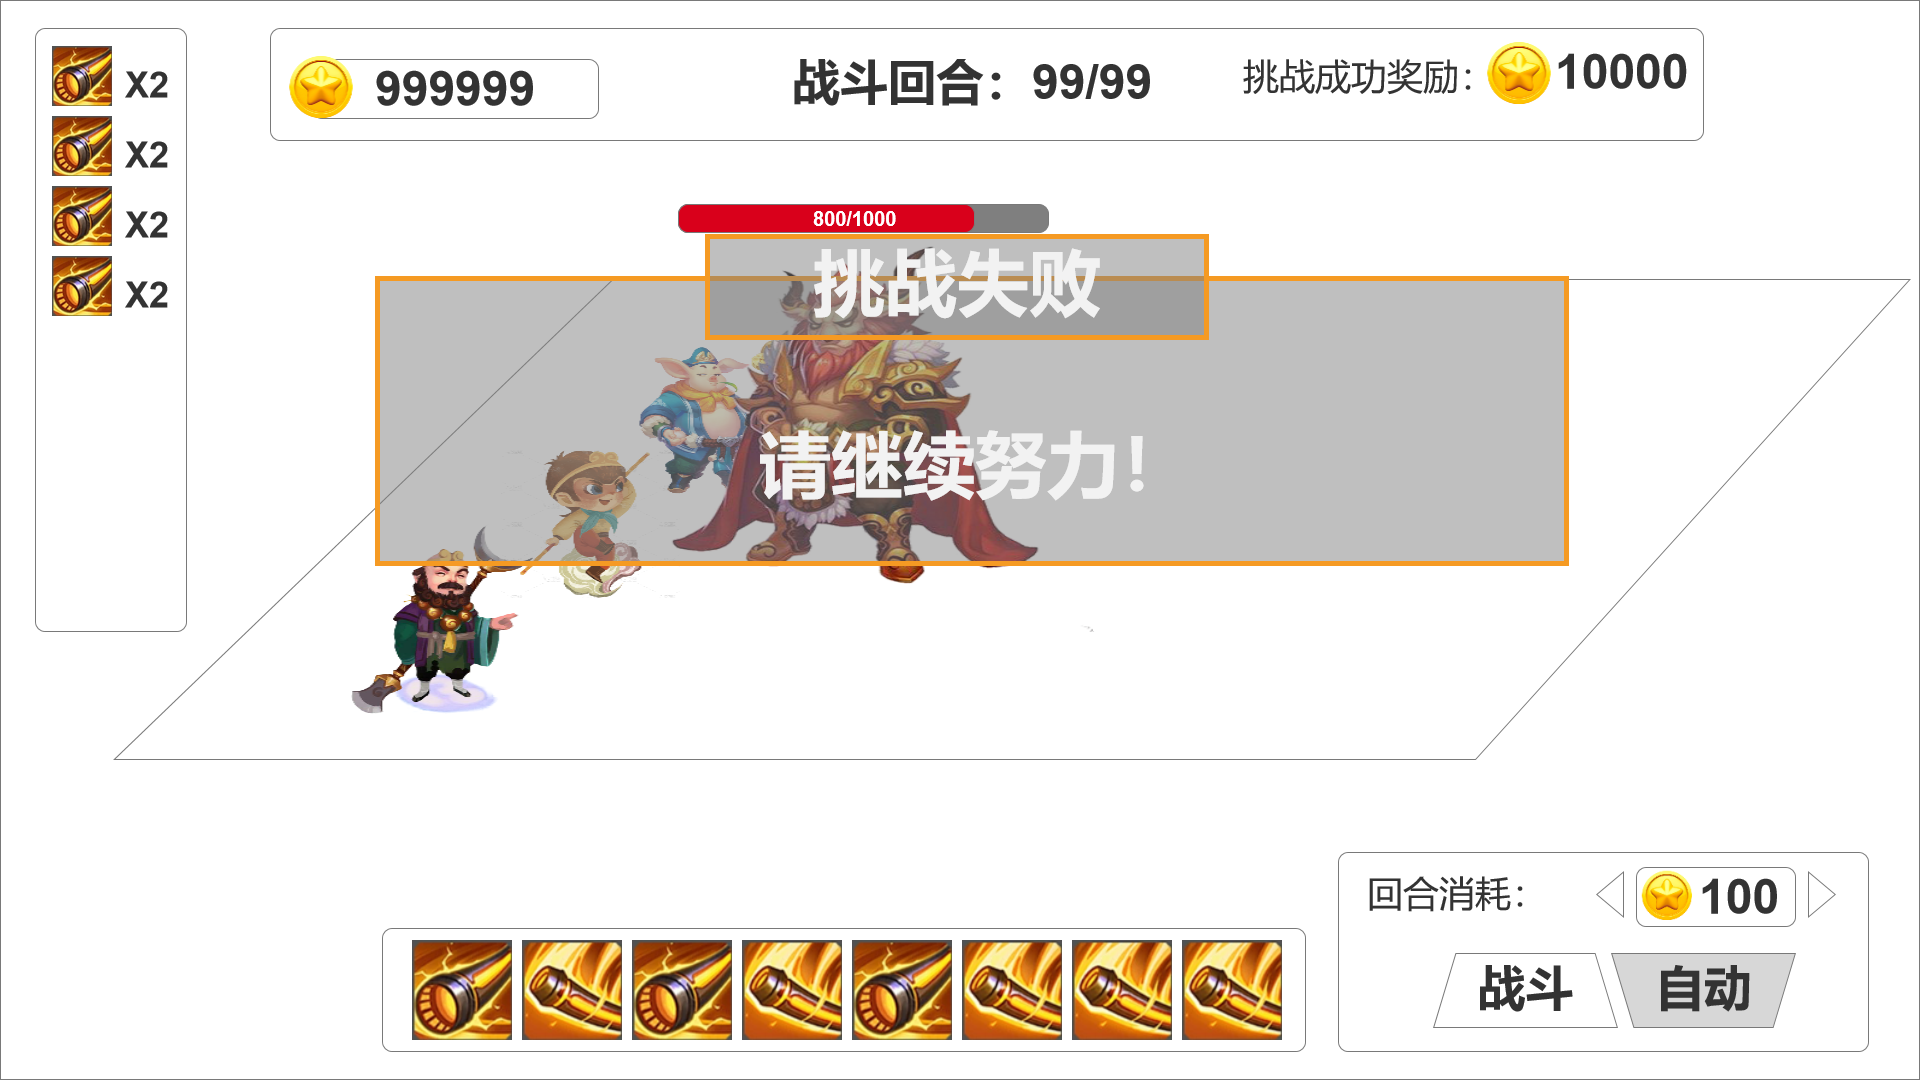 X2
X2
X2
X2
999999
战斗回合：99/99
挑战成功奖励：
10000
800/1000
挑战失败
请继续努力！
回合消耗：
100
战斗
自动